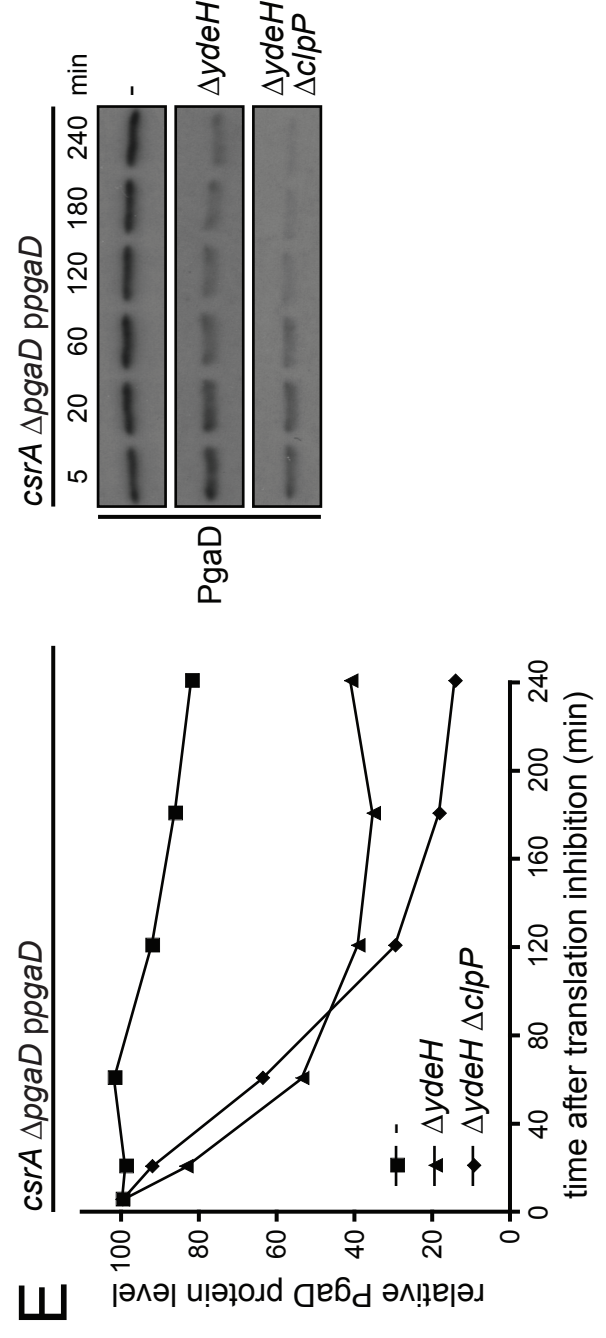 E
csrA ΔpgaD ppgaD
relative PgaD protein level
100
80
60
40
20
0
0 40 80 120 160 200 240
time after translation inhibition (min)
-
ΔydeH
ΔydeH ΔclpP
csrA ΔpgaD ppgaD
5 20 60 120 180 240 min
PgaD
-
ΔydeH
ΔydeH
ΔclpP